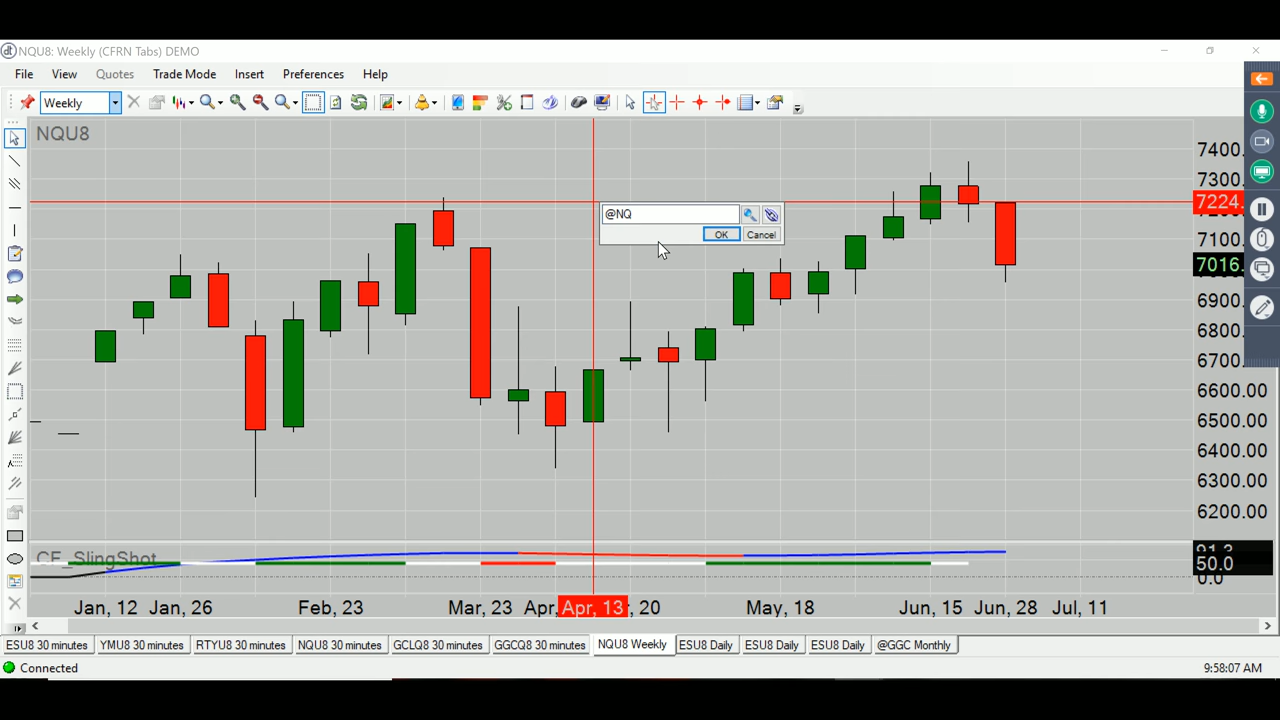 NQU8: Weekly (CFRN Tabs) DEMO
File View Quotes Trade Mode Insert Preferences Help
Weekly
NQU8
7400.
7300.
7224.
7100.
7016.
6900.
6800.
6700.
6600.00
6500.00
6400.00
6300.00
6200.00
@NQ
OK Cancel
CF_SlingShot
50.0
0.0
Jan, 12 Jan, 26 Feb, 23 Mar, 23 Apr, Apr, 13 , 20 May, 18 Jun, 15 Jun, 28 Jul, 11
ESU8 30 minutes YMU8 30 minutes RTYU8 30 minutes NQU8 30 minutes GCLQ8 30 minutes GGCQ8 30 minutes NQU8 Weekly ESU8 Daily ESU8 Daily ESU8 Daily @GGC Monthly
Connected 9:58:07 AM